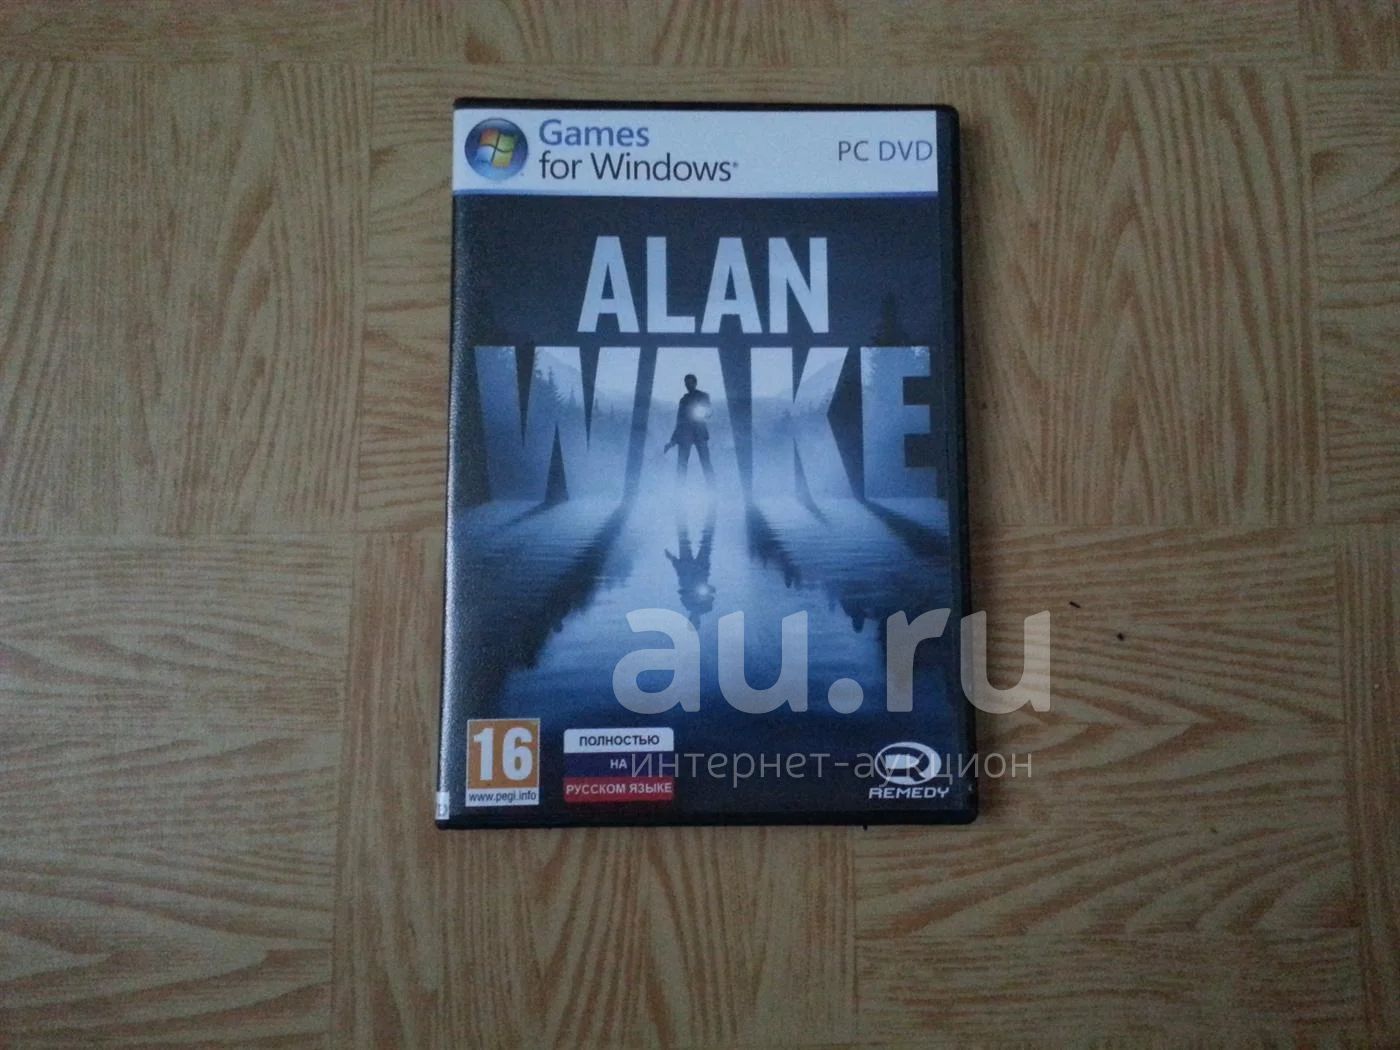 Games
for Windows®
PC DVD
ALAN
WAKE
au.ru
интернет-аукцион
16
www.pegi.info
ПОЛНОСТЬЮ
НА
РУССКОМ ЯЗЫКЕ
REMEDY